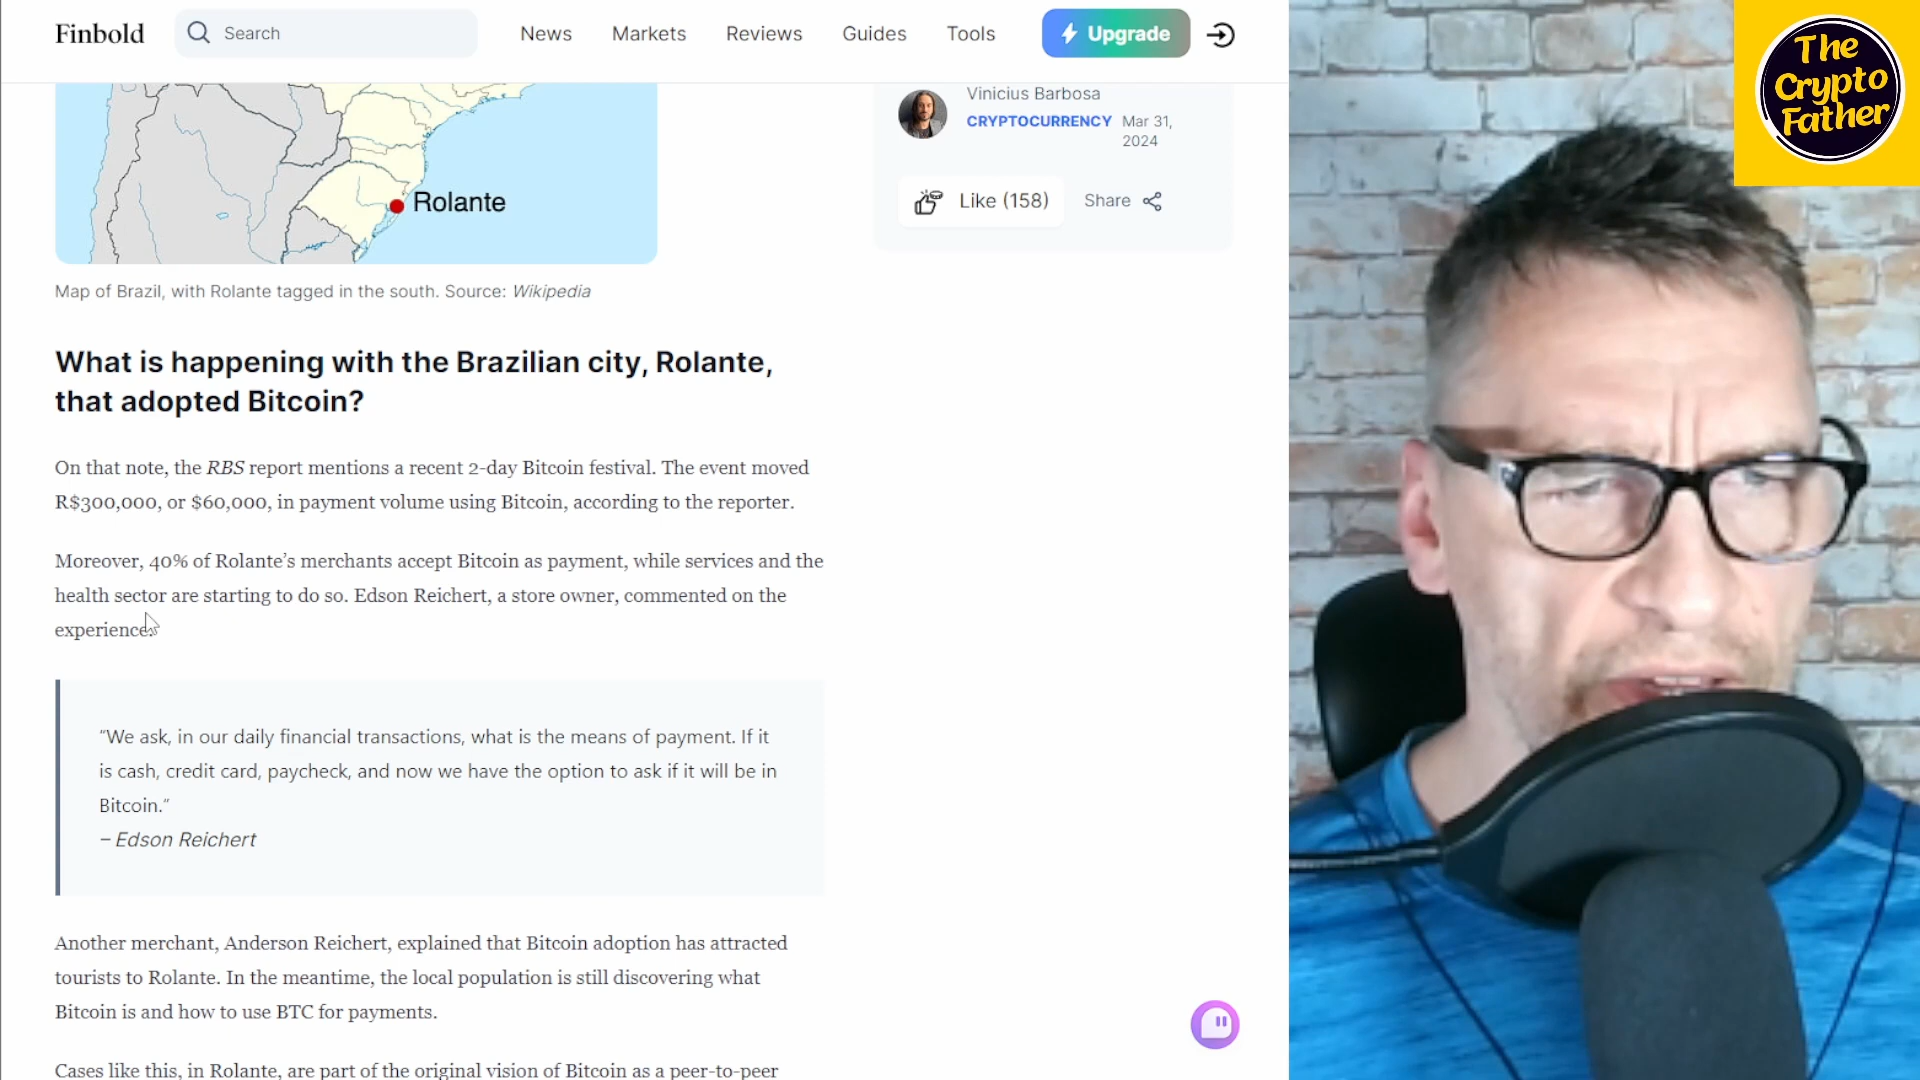 Finbold
Search
News
Markets
Reviews
Guides
Tools
Upgrade
The
Crypto
Father
Vinicius Barbosa
CRYPTOCURRENCY Mar 31,
2024
Like (158)
Share
Rolante
Map of Brazil, with Rolante tagged in the south. Source: Wikipedia
What is happening with the Brazilian city, Rolante,
that adopted Bitcoin?
On that note, the RBS report mentions a recent 2-day Bitcoin festival. The event moved
R$300,000, or $60,000, in payment volume using Bitcoin, according to the reporter.
Moreover, 40% of Rolante’s merchants accept Bitcoin as payment, while services and the
health sector are starting to do so. Edson Reichert, a store owner, commented on the
experience.
“We ask, in our daily financial transactions, what is the means of payment. If it
is cash, credit card, paycheck, and now we have the option to ask if it will be in
Bitcoin.”
– Edson Reichert
Another merchant, Anderson Reichert, explained that Bitcoin adoption has attracted
tourists to Rolante. In the meantime, the local population is still discovering what
Bitcoin is and how to use BTC for payments.
Cases like this, in Rolante, are part of the original vision of Bitcoin as a peer-to-peer